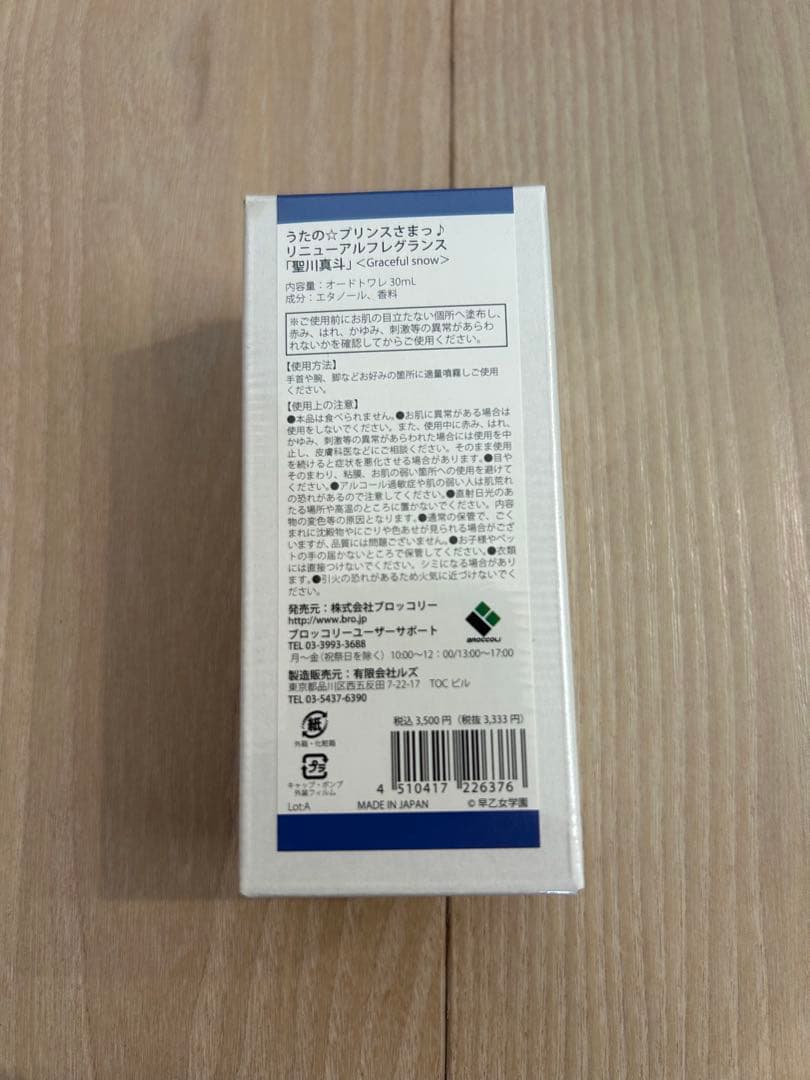 うたの☆プリンスさまっ♪
リニューアルフレグランス
「聖川真斗」<Graceful snow>
内容量：オードトワレ 30mL
成分：エタノール、香料
※ご使用前にお肌の目立たない個所へ塗布し、
赤み、はれ、かゆみ、刺激等の異常があらわ
れないかを確認してからご使用ください。
【使用方法】
手首や腕、脚などお好みの箇所に適量噴霧しご使用
ください。
【使用上の注意】
●本品は食べられません。●お肌に異常がある場合は
使用をしないでください。また、使用中に赤み、はれ、
かゆみ、刺激等の異常があらわれた場合には使用を中
止し、皮膚科医などにご相談ください。そのまま使用
を続けると症状を悪化させる場合があります。●目や
そのまわり、粘膜、お肌の弱い箇所への使用を避けて
ください。●アルコール過敏症や肌の弱い人は肌荒れ
の恐れがあるので注意してください。●直射日光のあ
たる場所や高温のところに置かないでください。内容
物の変色等の原因となります。●通常の保管で、ごく
まれに沈殿物やにごりや色あせが見られる場合がござ
いますが、品質には問題ございません。●お子様やペッ
トの手の届かないところで保管してください。●衣類
には直接つけないでください。シミになる場合があり
ます。●引火の恐れがあるため火気に近づけないでく
ださい。
発売元：株式会社ブロッコリー
http://www.bro.jp
ブロッコリーユーザーサポート
TEL 03-3993-3688
月〜金（祝祭日を除く）10:00〜12：00/13:00〜17:00
BROCCOLI
製造販売元：有限会社ルズ
東京都品川区西五反田 7-22-17 TOC ビル
TEL 03-5437-6390
紙
外箱・化粧箱
プラ
キャップ・ポンプ
外装フィルム
税込 3,500円（税抜 3,333円）
4 510417 226376
Lot:A MADE IN JAPAN © 早乙女学園